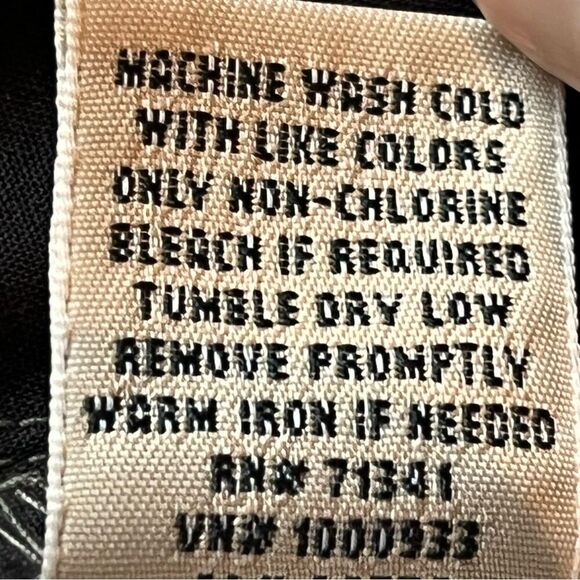 MACHINE WASH COLD
WITH LIKE COLORS
ONLY NON-CHLORINE
BLEACH IF REQUIRED
TUMBLE DRY LOW
REMOVE PROMPTLY
WARM IRON IF NEEDED
RN# 71341
VN# 1000933